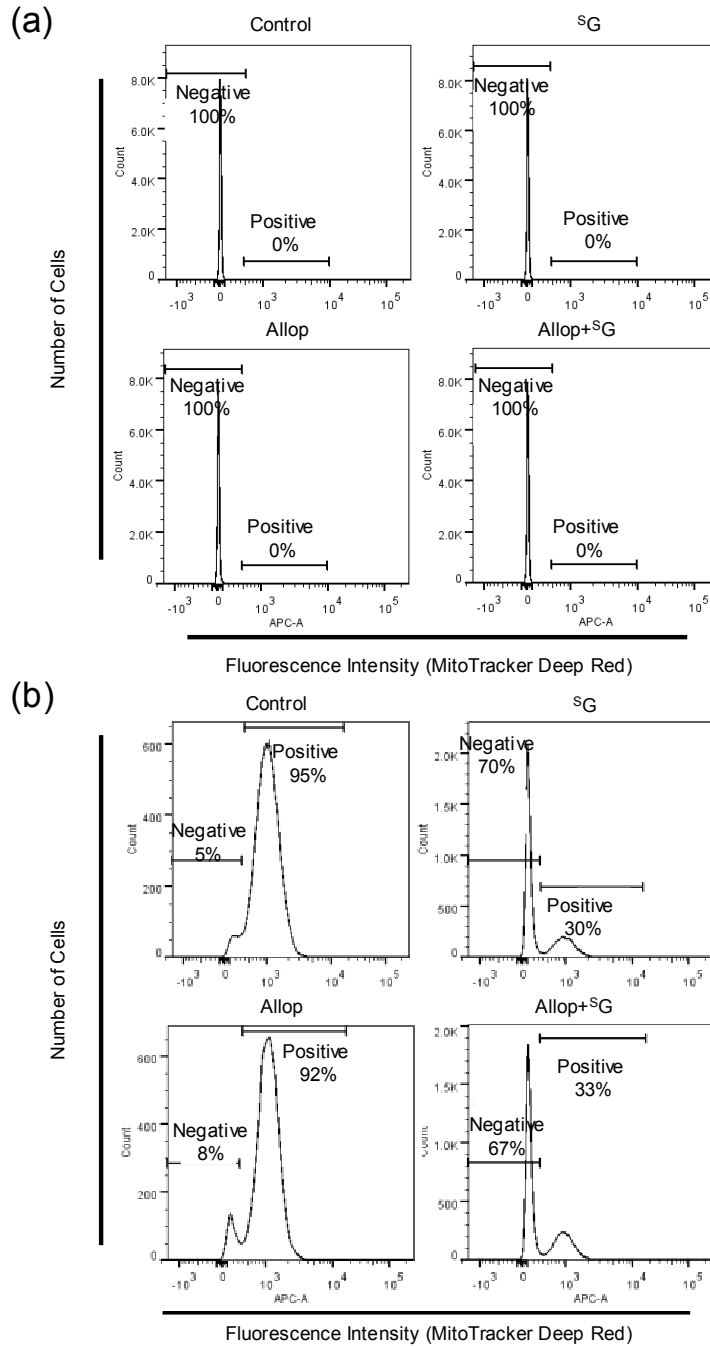 (a)
Control
8.0K
6.0K
4.0K
2.0K
0
Count
Negative
100%
Positive
0%
-10³ 0 10³ 10⁴ 10⁵
ˢG
8.0K
6.0K
4.0K
2.0K
0
Count
Negative
100%
Positive
0%
-10³ 0 10³ 10⁴ 10⁵
Number of Cells
Allop
8.0K
6.0K
4.0K
2.0K
0
Count
Negative
100%
Positive
0%
-10³ 0 10³ 10⁴ 10⁵
APC-A
Allop+ˢG
8.0K
6.0K
4.0K
2.0K
0
Count
Negative
100%
Positive
0%
-10³ 0 10³ 10⁴ 10⁵
APC-A
Fluorescence Intensity (MitoTracker Deep Red)
(b)
Control
600
400
200
0
Count
Positive
95%
Negative
5%
-10³ 0 10³ 10⁴ 10⁵
ˢG
2.0K
1.5K
1.0K
500
0
Count
Negative
70%
Positive
30%
-10³ 0 10³ 10⁴ 10⁵
Number of Cells
Allop
600
400
200
0
Count
Positive
92%
Negative
8%
-10³ 0 10³ 10⁴ 10⁵
APC-A
Allop+ˢG
2.0K
1.5K
1.0K
500
0
Count
Positive
33%
Negative
67%
-10³ 0 10³ 10⁴ 10⁵
APC-A
Fluorescence Intensity (MitoTracker Deep Red)